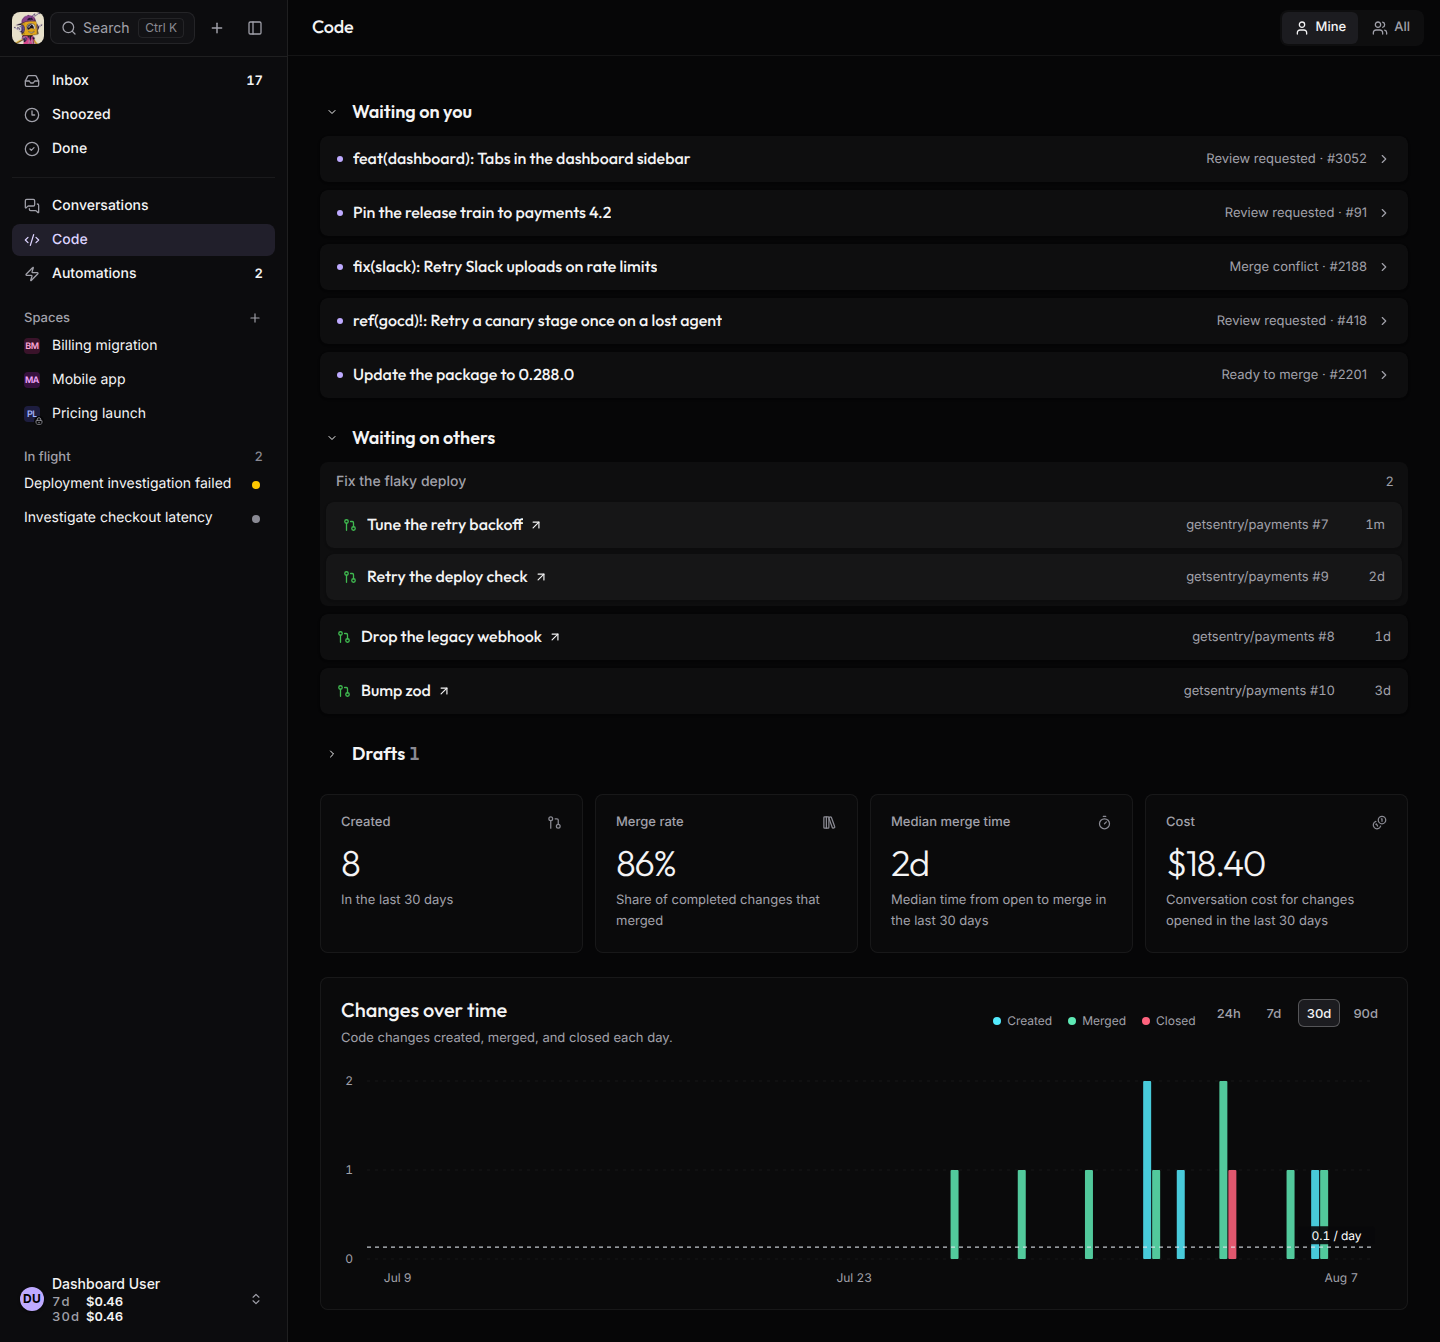 Search Ctrl K
Inbox 17
Snoozed
Done
Conversations
Code
Automations 2
Spaces
BM Billing migration
MA Mobile app
PL Pricing launch
In flight 2
Deployment investigation failed
Investigate checkout latency
DU Dashboard User
7d $0.46
30d $0.46
Code Mine All
Waiting on you
feat(dashboard): Tabs in the dashboard sidebar Review requested · #3052
Pin the release train to payments 4.2 Review requested · #91
fix(slack): Retry Slack uploads on rate limits Merge conflict · #2188
ref(gocd)!: Retry a canary stage once on a lost agent Review requested · #418
Update the package to 0.288.0 Ready to merge · #2201
Waiting on others
Fix the flaky deploy 2
Tune the retry backoff getsentry/payments #7 1m
Retry the deploy check getsentry/payments #9 2d
Drop the legacy webhook getsentry/payments #8 1d
Bump zod getsentry/payments #10 3d
Drafts 1
Created
8
In the last 30 days
Merge rate
86%
Share of completed changes that
merged
Median merge time
2d
Median time from open to merge in
the last 30 days
Cost
$18.40
Conversation cost for changes
opened in the last 30 days
Changes over time
Code changes created, merged, and closed each day.
Created Merged Closed 24h 7d 30d 90d
2
1
0
0.1 / day
Jul 9 Jul 23 Aug 7